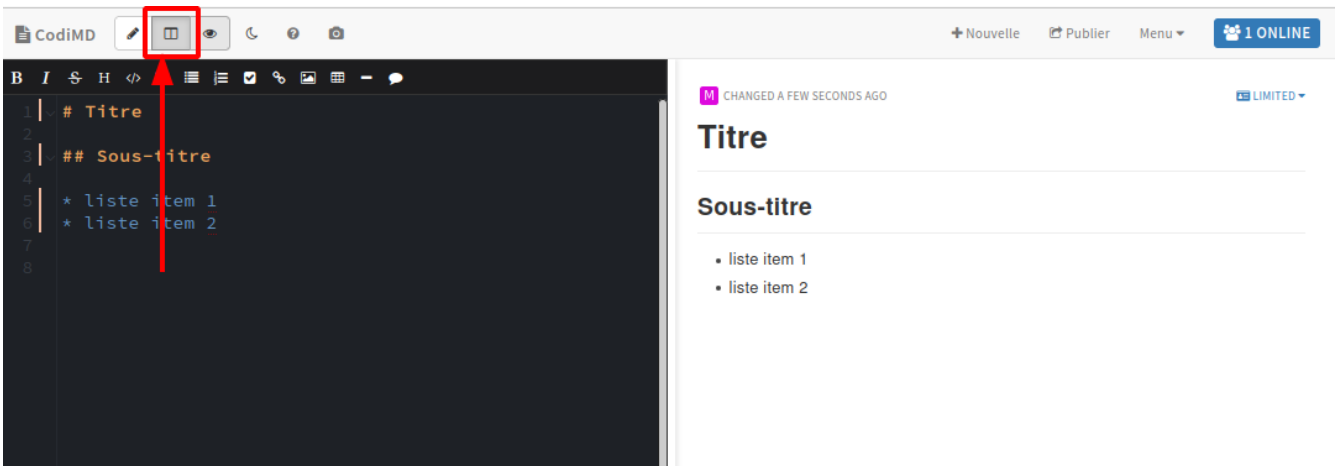 CodiMD + Nouvelle Publier Menu 1 ONLINE
B I S H </>
1 # Titre
2
3 ## Sous-titre
4
5 * liste item 1
6 * liste item 2
7
8
M CHANGED A FEW SECONDS AGO LIMITED
Titre
Sous-titre
• liste item 1
• liste item 2